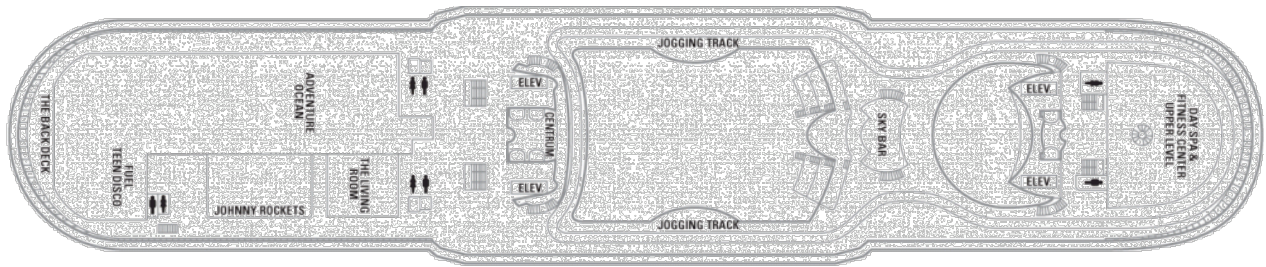 THE BACK DECK
FUEL
TEEN DISCO
ADVENTURE
OCEAN
JOHNNY ROCKETS
THE LIVING
ROOM
ELEV.
CENTRUM
ELEV.
JOGGING TRACK
JOGGING TRACK
SKY BAR
ELEV.
ELEV.
DAY SPA &
FITNESS CENTER
UPPER LEVEL